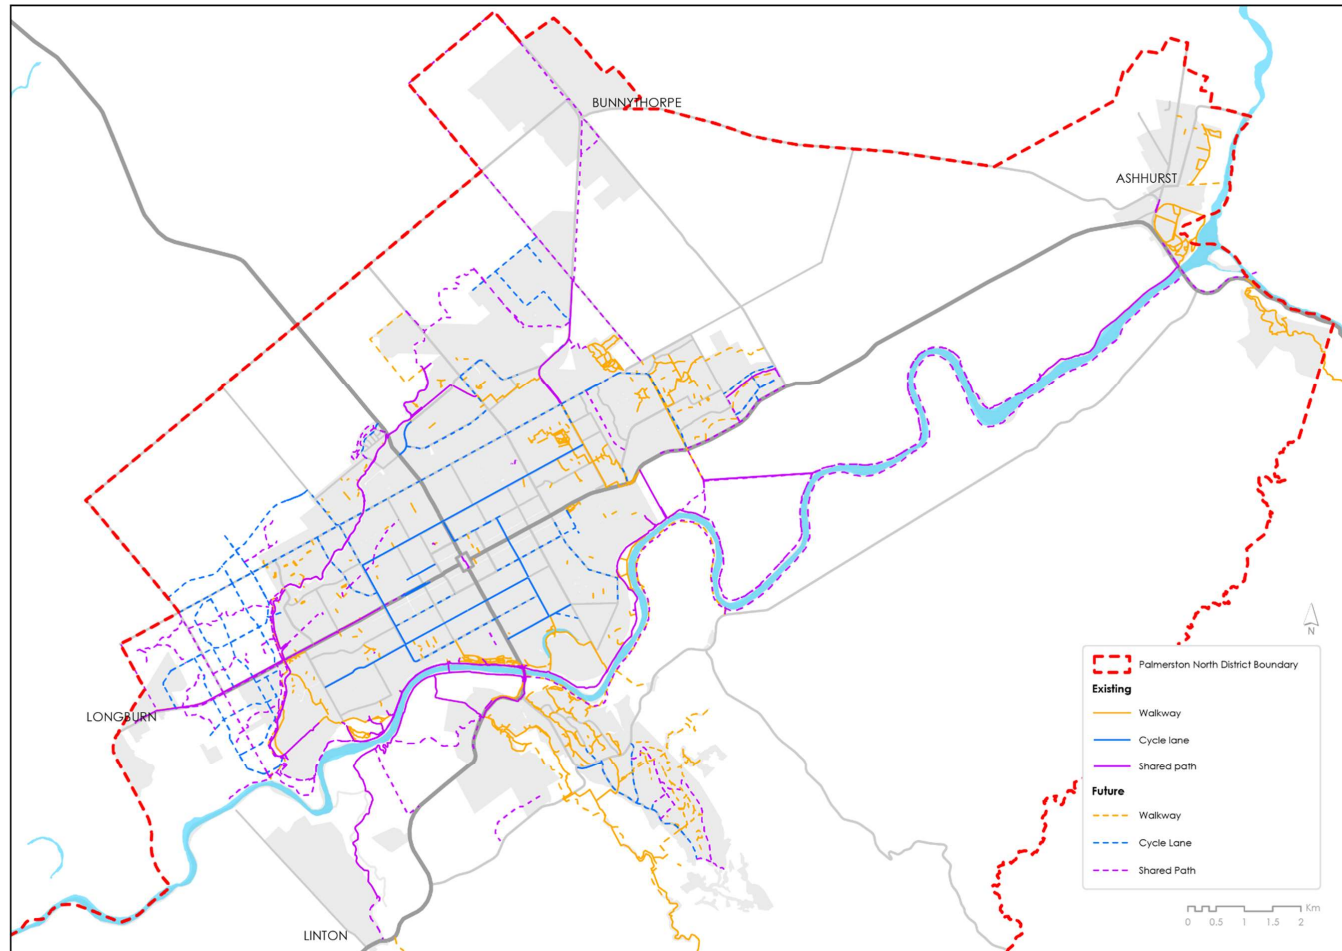 BUNNYTHORPE
ASHHURST
LONGBURN
LINTON
N
Palmerston North District Boundary
Existing
Walkway
Cycle lane
Shared path
Future
Walkway
Cycle Lane
Shared Path
Km
0 0.5 1 1.5 2